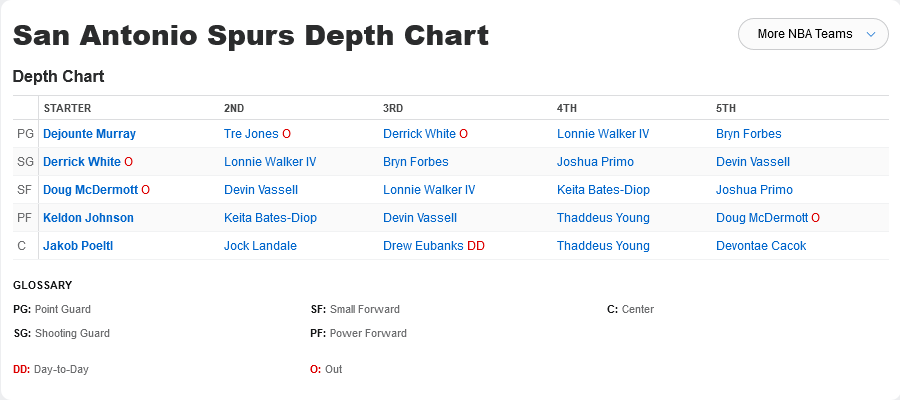 San Antonio Spurs Depth Chart
More NBA Teams
Depth Chart
STARTER 2ND 3RD 4TH 5TH
PG Dejounte Murray Tre Jones O Derrick White O Lonnie Walker IV Bryn Forbes
SG Derrick White O Lonnie Walker IV Bryn Forbes Joshua Primo Devin Vassell
SF Doug McDermott O Devin Vassell Lonnie Walker IV Keita Bates-Diop Joshua Primo
PF Keldon Johnson Keita Bates-Diop Devin Vassell Thaddeus Young Doug McDermott O
C Jakob Poeltl Jock Landale Drew Eubanks DD Thaddeus Young Devontae Cacok
GLOSSARY
PG: Point Guard SF: Small Forward C: Center
SG: Shooting Guard PF: Power Forward
DD: Day-to-Day O: Out